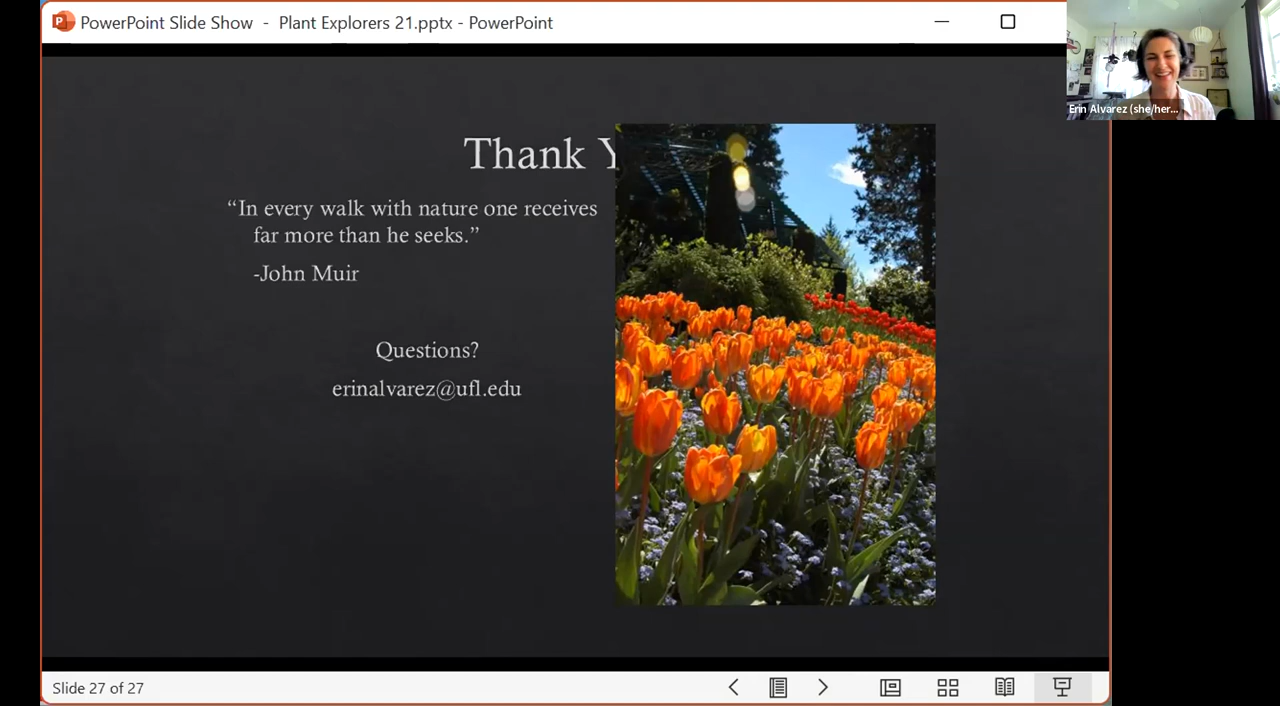 PowerPoint Slide Show - Plant Explorers 21.pptx - PowerPoint
Erin Alvarez (she/her...
Thank Y
“In every walk with nature one receives
far more than he seeks.”
-John Muir
Questions?
erinalvarez@ufl.edu
Slide 27 of 27